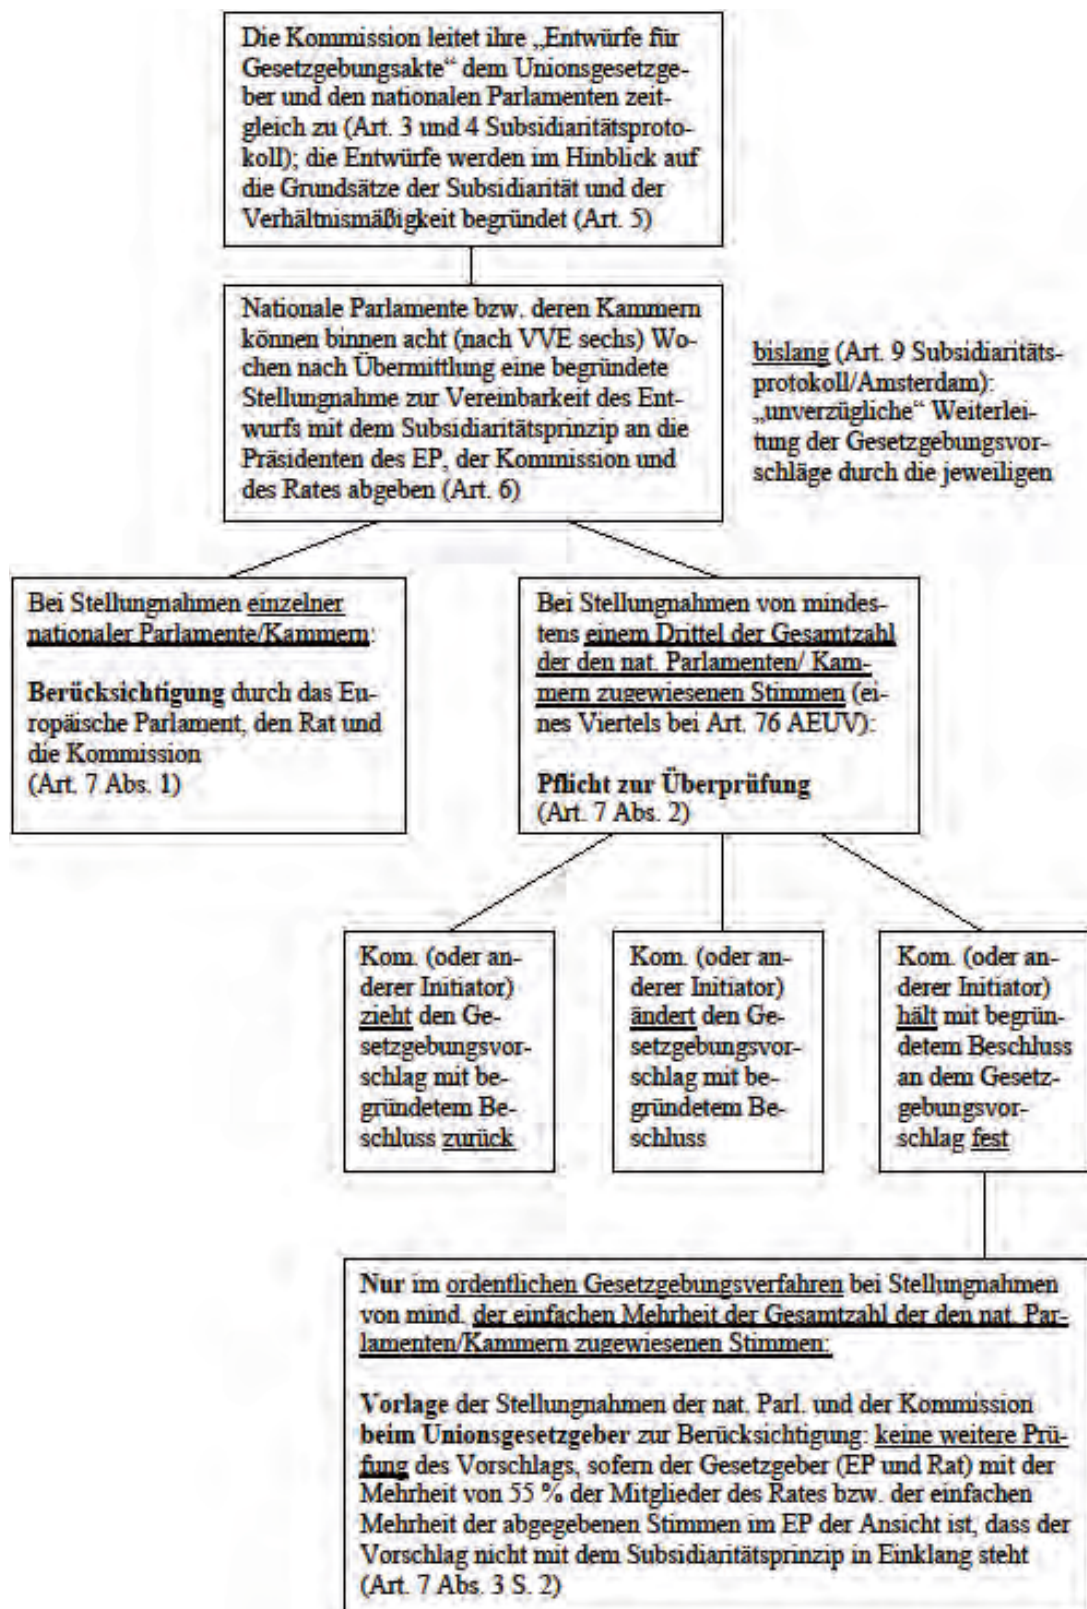 Die Kommission leitet ihre „Entwürfe für
Gesetzgebungsakte“ dem Unionsgesetzge-
ber und den nationalen Parlamenten zeit-
gleich zu (Art. 3 und 4 Subsidiaritätsproto-
koll); die Entwürfe werden im Hinblick auf
die Grundsätze der Subsidiarität und der
Verhältnismäßigkeit begründet (Art. 5)
Nationale Parlamente bzw. deren Kammern
können binnen acht (nach VVE sechs) Wo-
chen nach Übermittlung eine begründete
Stellungnahme zur Vereinbarkeit des Ent-
wurfs mit dem Subsidiaritätsprinzip an die
Präsidenten des EP, der Kommission und
des Rates abgeben (Art. 6)
bislang (Art. 9 Subsidiaritäts-
protokoll/Amsterdam):
„unverzügliche“ Weiterlei-
tung der Gesetzgebungsvor-
schläge durch die jeweiligen
Bei Stellungnahmen einzelner
nationaler Parlamente/Kammern:
Berücksichtigung durch das Eu-
ropäische Parlament, den Rat und
die Kommission
(Art. 7 Abs. 1)
Bei Stellungnahmen von mindes-
tens einem Drittel der Gesamtzahl
der den nat. Parlamenten/ Kam-
mern zugewiesenen Stimmen (ei-
nes Viertels bei Art. 76 AEUV):
Pflicht zur Überprüfung
(Art. 7 Abs. 2)
Kom. (oder an-
derer Initiator)
zieht den Ge-
setzgebungsvor-
schlag mit be-
gründetem Be-
schluss zurück
Kom. (oder an-
derer Initiator)
ändert den Ge-
setzgebungsvor-
schlag mit be-
gründetem Be-
schluss
Kom. (oder an-
derer Initiator)
hält mit begrün-
detem Beschluss
an dem Gesetz-
gebungsvor-
schlag fest
Nur im ordentlichen Gesetzgebungsverfahren bei Stellungnahmen
von mind. der einfachen Mehrheit der Gesamtzahl der den nat. Par-
lamenten/Kammern zugewiesenen Stimmen:
Vorlage der Stellungnahmen der nat. Parl. und der Kommission
beim Unionsgesetzgeber zur Berücksichtigung: keine weitere Prü-
fung des Vorschlags, sofern der Gesetzgeber (EP und Rat) mit der
Mehrheit von 55 % der Mitglieder des Rates bzw. der einfachen
Mehrheit der abgegebenen Stimmen im EP der Ansicht ist, dass der
Vorschlag nicht mit dem Subsidiaritätsprinzip in Einklang steht
(Art. 7 Abs. 3 S. 2)